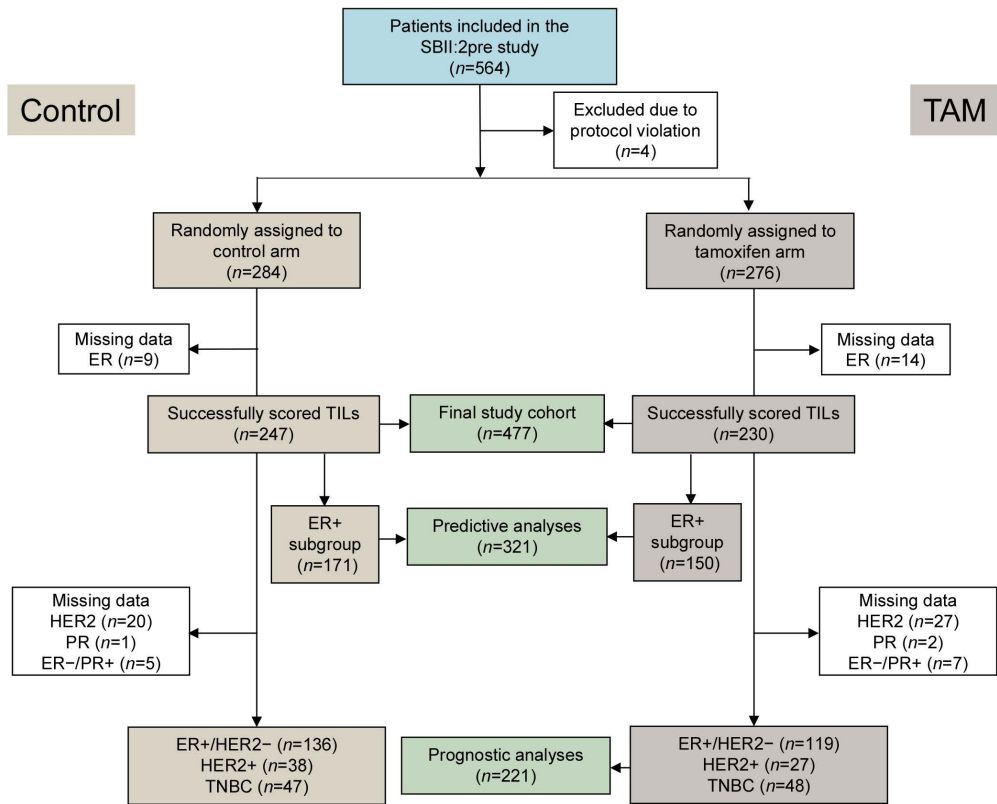 Patients included in the
SBII:2pre study
(n=564)
Control
TAM
Excluded due to
protocol violation
(n=4)
Randomly assigned to
control arm
(n=284)
Randomly assigned to
tamoxifen arm
(n=276)
Missing data
ER (n=9)
Missing data
ER (n=14)
Successfully scored TILs
(n=247)
Final study cohort
(n=477)
Successfully scored TILs
(n=230)
ER+
subgroup
(n=171)
Predictive analyses
(n=321)
ER+
subgroup
(n=150)
Missing data
HER2 (n=20)
PR (n=1)
ER−/PR+ (n=5)
Missing data
HER2 (n=27)
PR (n=2)
ER−/PR+ (n=7)
ER+/HER2− (n=136)
HER2+ (n=38)
TNBC (n=47)
Prognostic analyses
(n=221)
ER+/HER2− (n=119)
HER2+ (n=27)
TNBC (n=48)